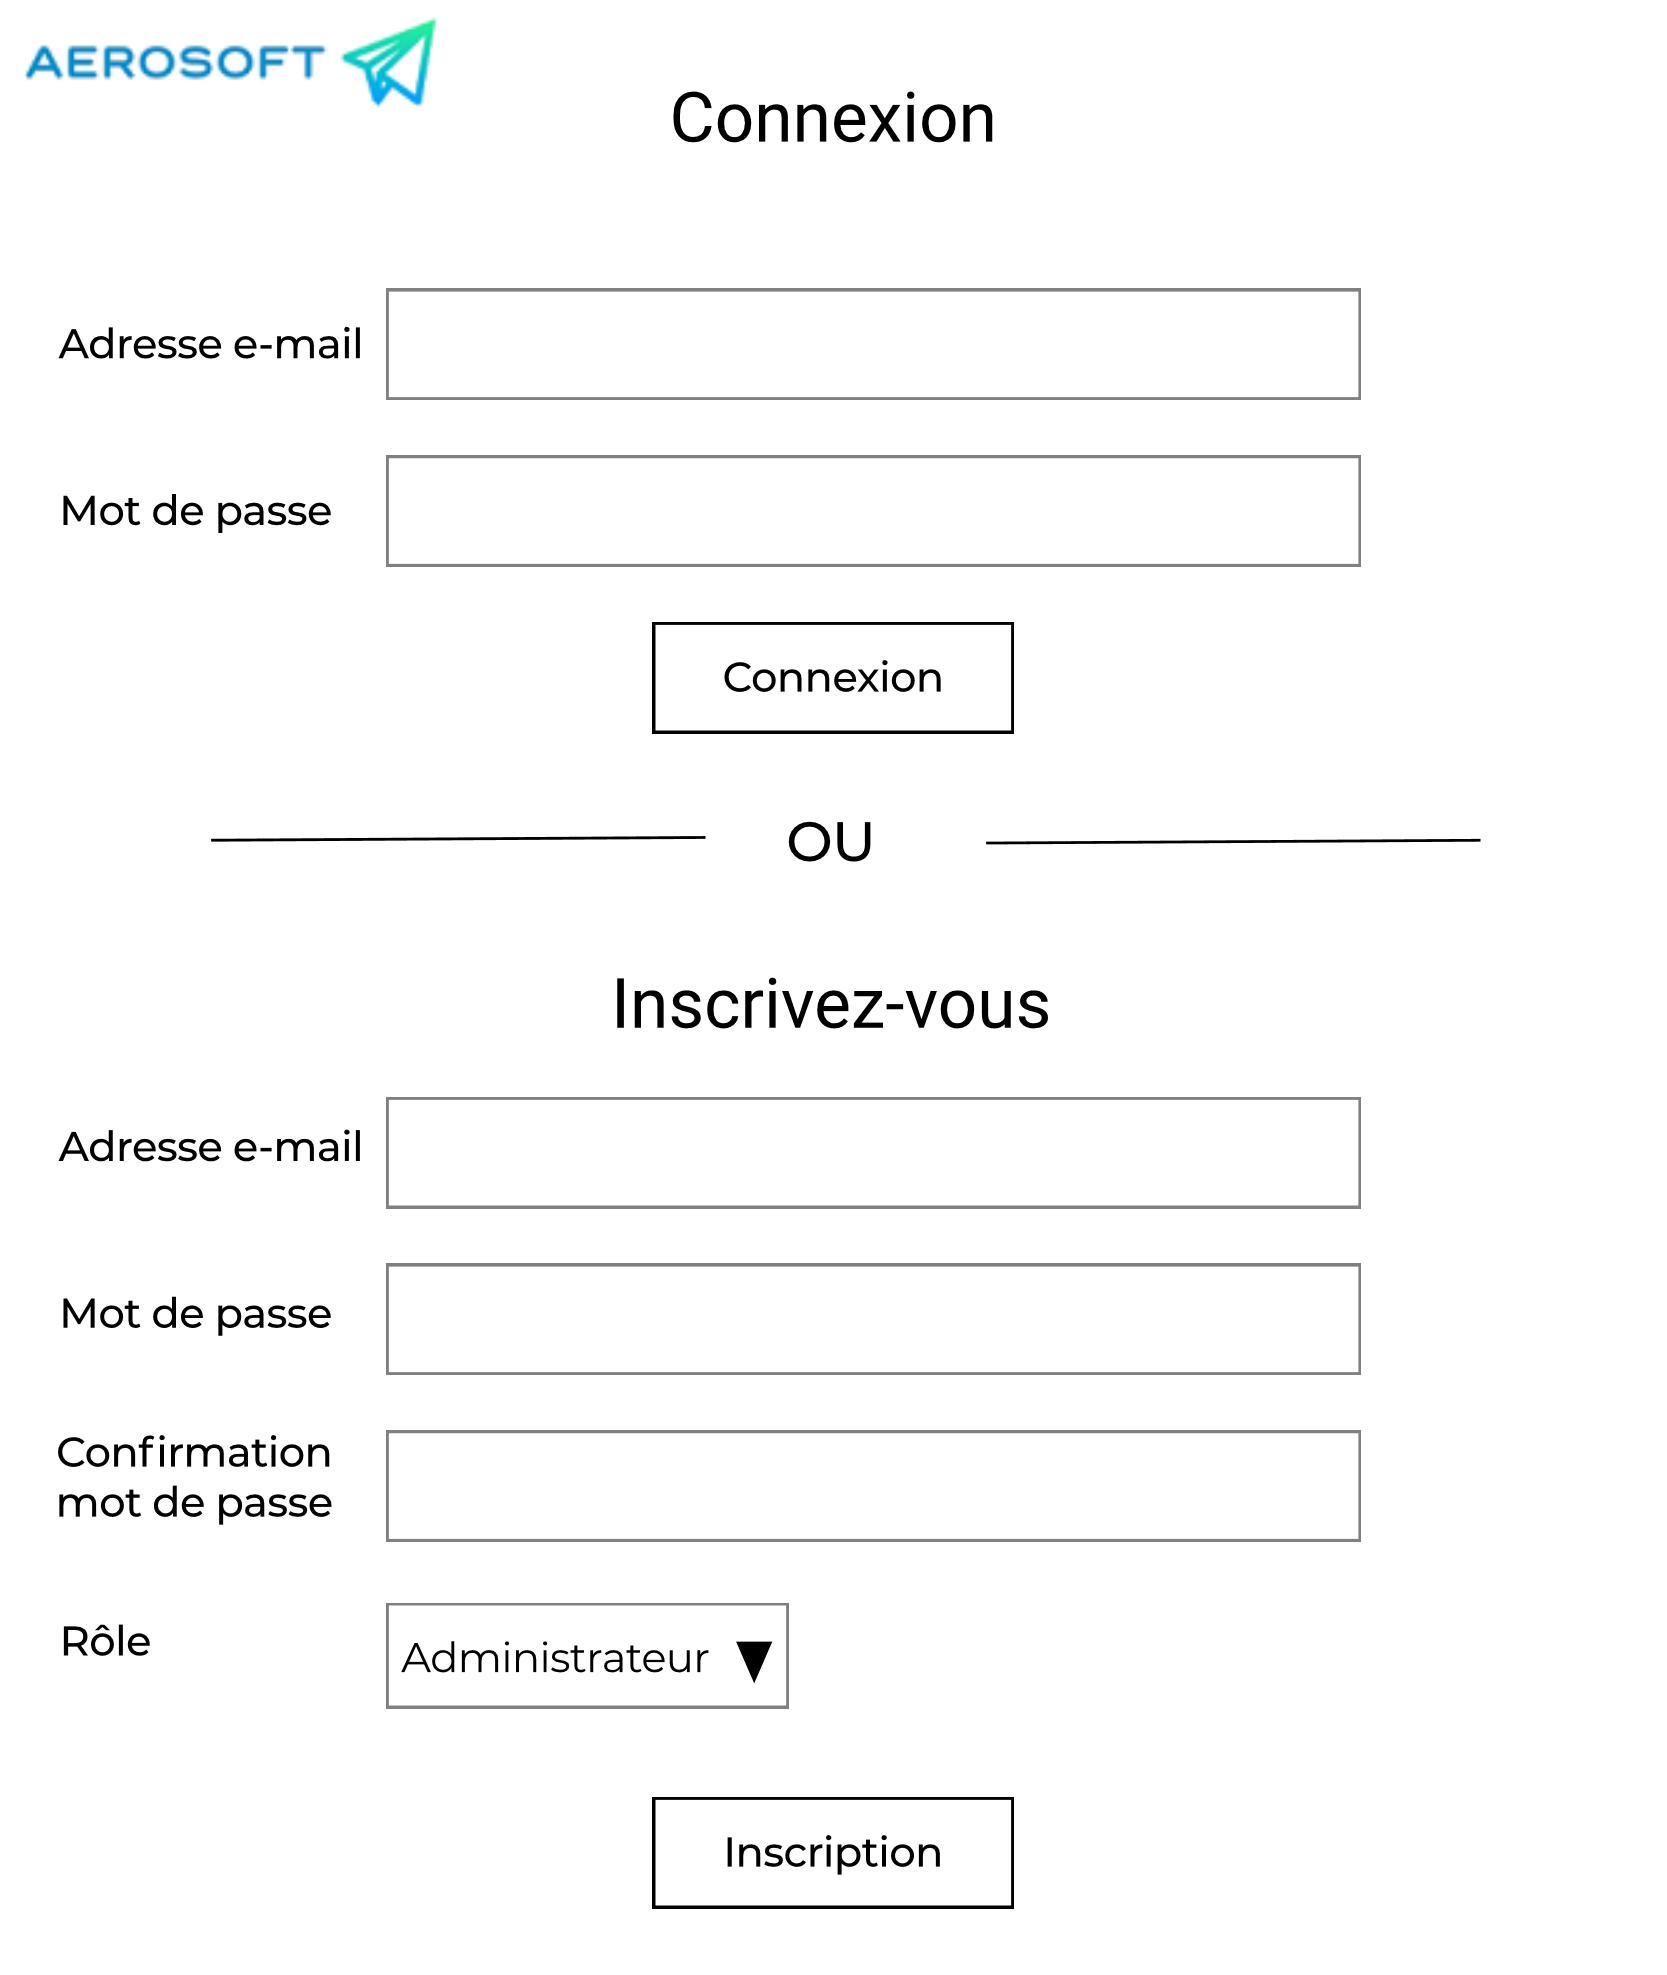 AEROSOFT
Connexion
Adresse e-mail
Mot de passe
Connexion
OU
Inscrivez-vous
Adresse e-mail
Mot de passe
Confirmation
mot de passe
Rôle
Administrateur
Inscription